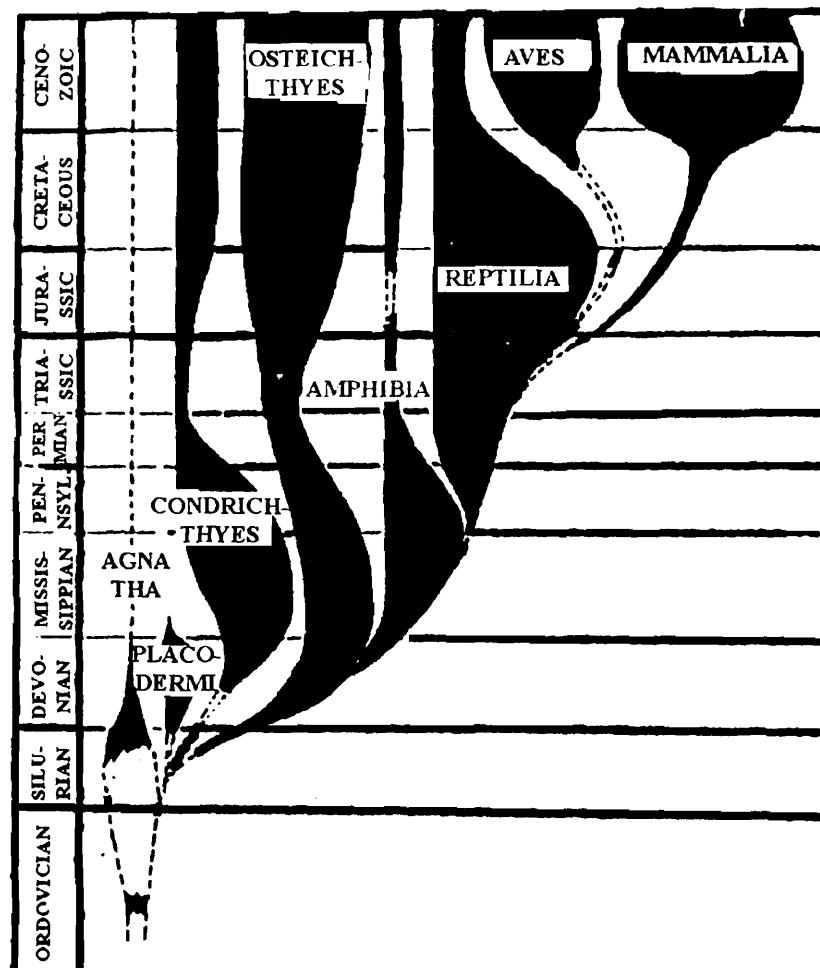 CENO-
ZOIC
CRETA-
CEOUS
JURA-
SSIC
TRIA-
SSIC
PER
MIAN
PEN-
NSYL
MISSIS-
SIPPIAN
DEVO-
NIAN
SILU-
RIAN
ORDOVICIAN
OSTEICH-
THYES
AVES
MAMMALIA
REPTILIA
AMPHIBIA
CONDRICH-
THYES
AGNA
THA
PLACO-
DERMI